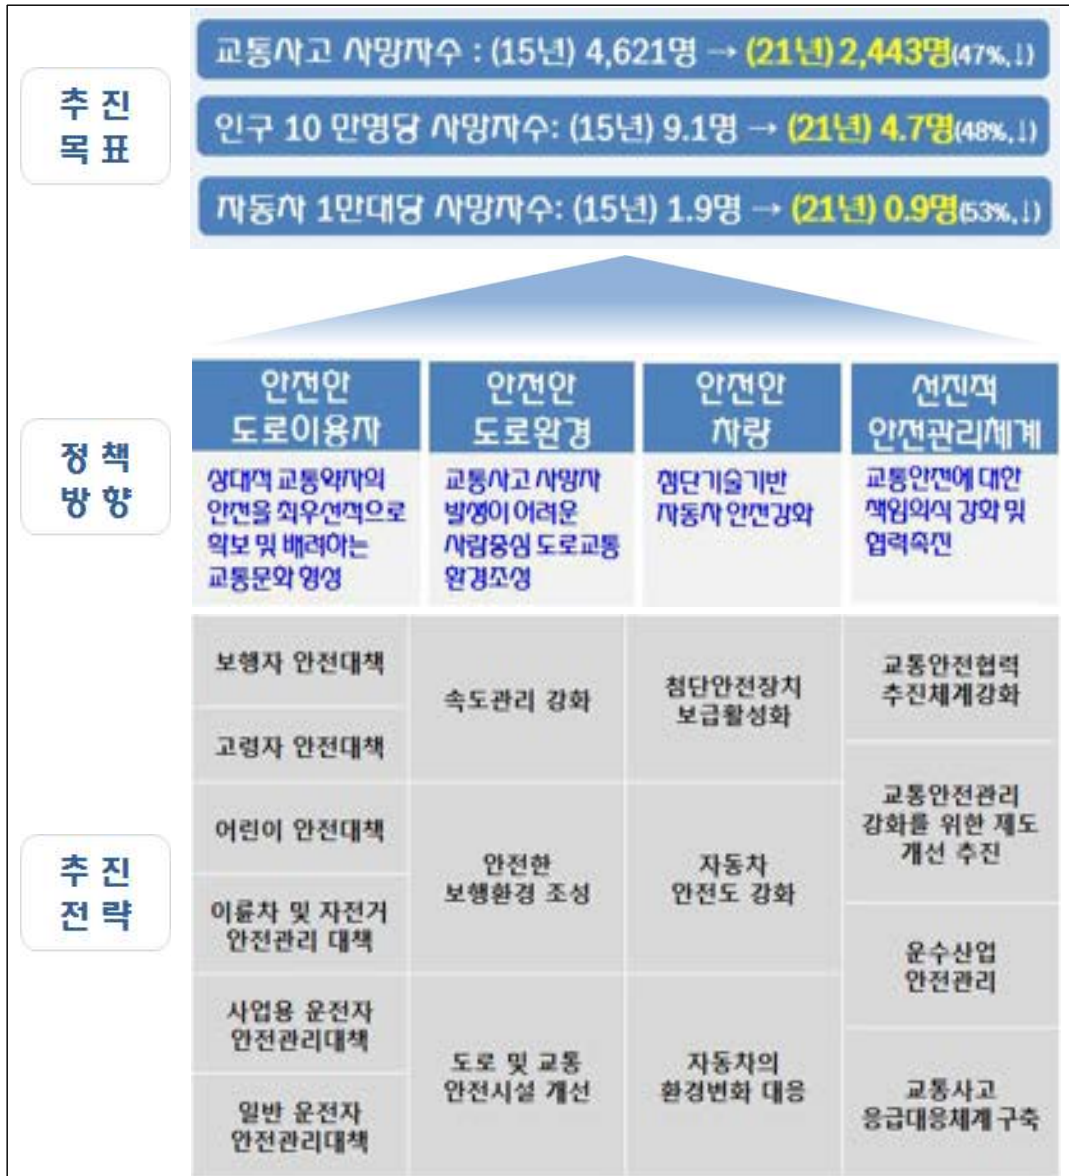 추 진
목 표
교통사고 사망자수 : (15년) 4,621명 → (21년) 2,443명(47%,↓)
인구 10 만명당 사망자수: (15년) 9.1명 → (21년) 4.7명(48%,↓)
자동차 1만대당 사망자수: (15년) 1.9명 → (21년) 0.9명(53%,↓)
정 책
방 향
안전한
도로이용자
상대적 교통약자의
안전을 최우선적으로
확보 및 배려하는
교통문화 형성
안전한
도로환경
교통사고 사망자
발생이 어려운
사람중심 도로교통
환경조성
안전한
차량
첨단기술기반
자동차 안전강화
선진적
안전관리체계
교통안전에 대한
책임의식 강화 및
협력촉진
추 진
전 략
보행자 안전대책
고령자 안전대책
어린이 안전대책
이륜차 및 자전거
안전관리 대책
사업용 운전자
안전관리대책
일반 운전자
안전관리대책
속도관리 강화
안전한
보행환경 조성
도로 및 교통
안전시설 개선
첨단안전장치
보급활성화
자동차
안전도 강화
자동차의
환경변화 대응
교통안전협력
추진체계강화
교통안전관리
강화를 위한 제도
개선 추진
운수산업
안전관리
교통사고
응급대응체계 구축